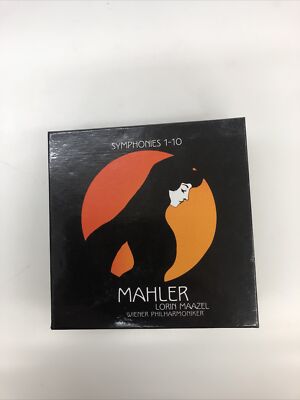 SYMPHONIES 1-10
MAHLER
LORIN MAAZEL
WIENER PHILHARMONIKER